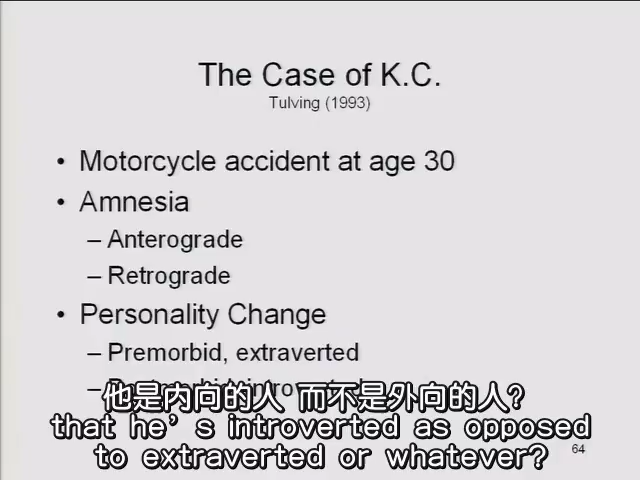 The Case of K.C.
Tulving (1993)
• Motorcycle accident at age 30
• Amnesia
– Anterograde
– Retrograde
• Personality Change
– Premorbid, extraverted
他是内向的人 而不是外向的人?
that he's introverted as opposed
to extraverted or whatever?
64